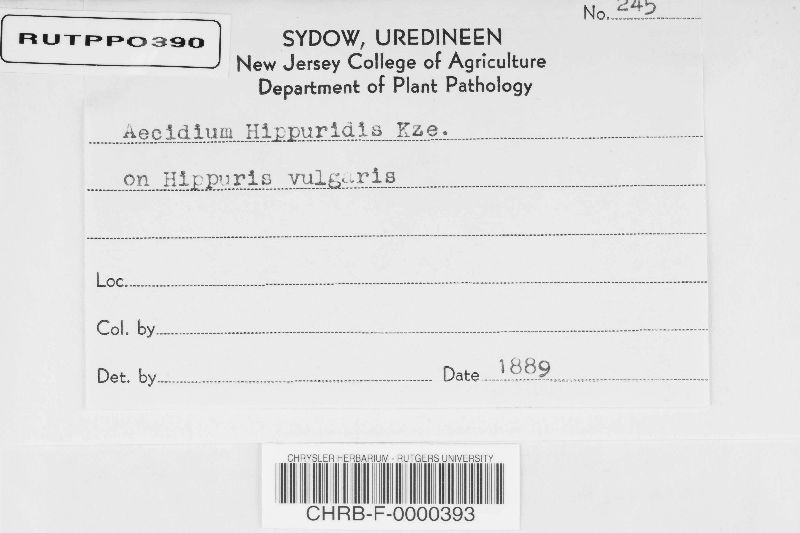 RUTPPO390
No. 245
SYDOW, UREDINEEN
New Jersey College of Agriculture
Department of Plant Pathology
Aecidium Hippuridis Kze.
on Hippuris vulgaris
Loc.
Col. by
Det. by Date 1889
CHRYSLER HERBARIUM - RUTGERS UNIVERSITY
CHRB-F-0000393